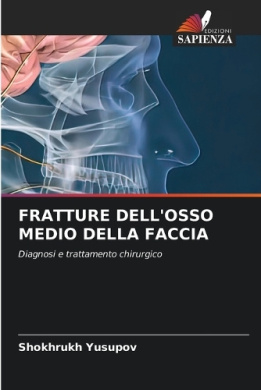 EDIZIONI
SAPIENZA
FRATTURE DELL'OSSO
MEDIO DELLA FACCIA
Diagnosi e trattamento chirurgico
Shokhrukh Yusupov